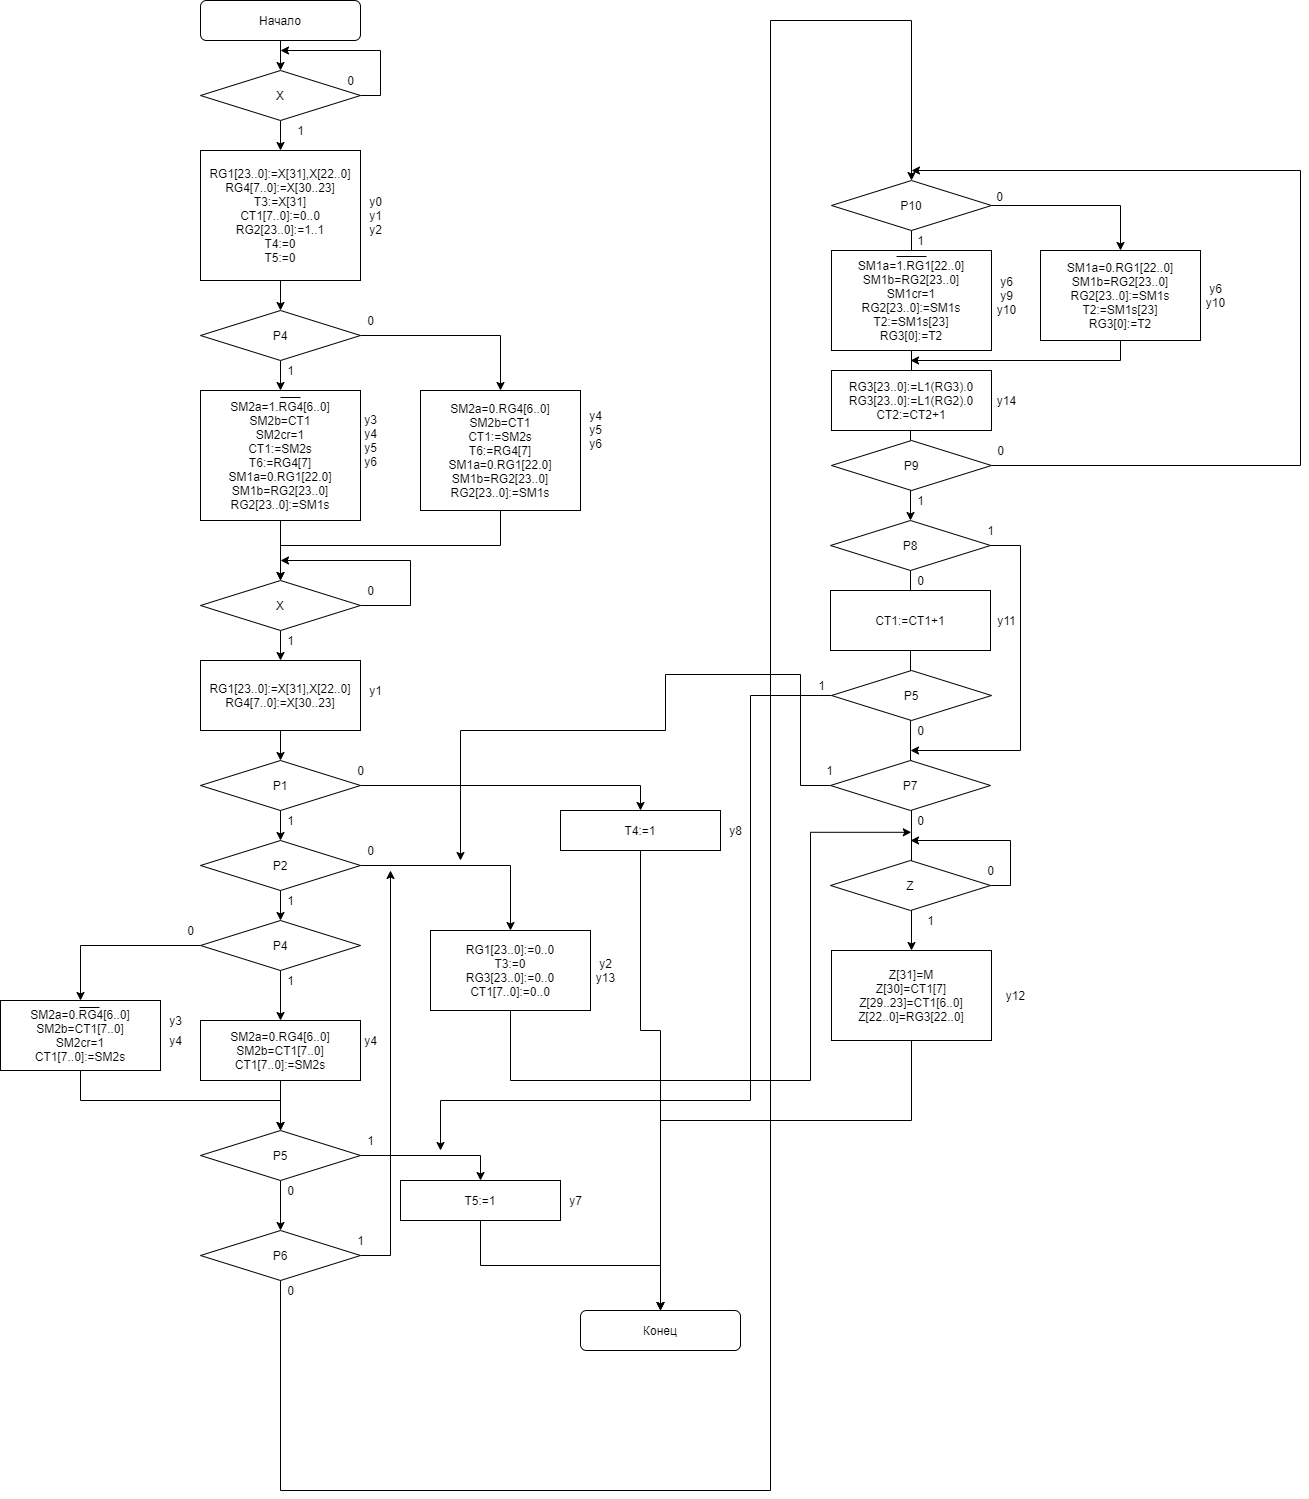 Начало
X
0
1
RG1[23..0]:=X[31],X[22..0]
RG4[7..0]:=X[30..23]
T3:=X[31]
CT1[7..0]:=0..0
RG2[23..0]:=1..1
T4:=0
T5:=0
y0
y1
y2
P4
0
1
SM2a=1.RG4[6..0]
SM2b=CT1
SM2cr=1
CT1:=SM2s
T6:=RG4[7]
SM1a=0.RG1[22.0]
SM1b=RG2[23..0]
RG2[23..0]:=SM1s
y3
y4
y5
y6
SM2a=0.RG4[6..0]
SM2b=CT1
CT1:=SM2s
T6:=RG4[7]
SM1a=0.RG1[22.0]
SM1b=RG2[23..0]
RG2[23..0]:=SM1s
y4
y5
y6
X
0
1
RG1[23..0]:=X[31],X[22..0]
RG4[7..0]:=X[30..23]
y1
P1
0
1
T4:=1
y8
P2
0
1
P4
0
1
RG1[23..0]:=0..0
T3:=0
RG3[23..0]:=0..0
CT1[7..0]:=0..0
y2
y13
SM2a=0.RG4[6..0]
SM2b=CT1[7..0]
SM2cr=1
CT1[7..0]:=SM2s
y3
y4
SM2a=0.RG4[6..0]
SM2b=CT1[7..0]
CT1[7..0]:=SM2s
y4
P5
1
0
T5:=1
y7
P6
1
0
Конец
P10
0
1
SM1a=1.RG1[22..0]
SM1b=RG2[23..0]
SM1cr=1
RG2[23..0]:=SM1s
T2:=SM1s[23]
RG3[0]:=T2
y6
y9
y10
SM1a=0.RG1[22..0]
SM1b=RG2[23..0]
RG2[23..0]:=SM1s
T2:=SM1s[23]
RG3[0]:=T2
y6
y10
RG3[23..0]:=L1(RG3).0
RG3[23..0]:=L1(RG2).0
CT2:=CT2+1
y14
P9
0
1
P8
1
0
CT1:=CT1+1
y11
P5
1
0
P7
1
0
Z
0
1
Z[31]=M
Z[30]=CT1[7]
Z[29..23]=CT1[6..0]
Z[22..0]=RG3[22..0]
y12